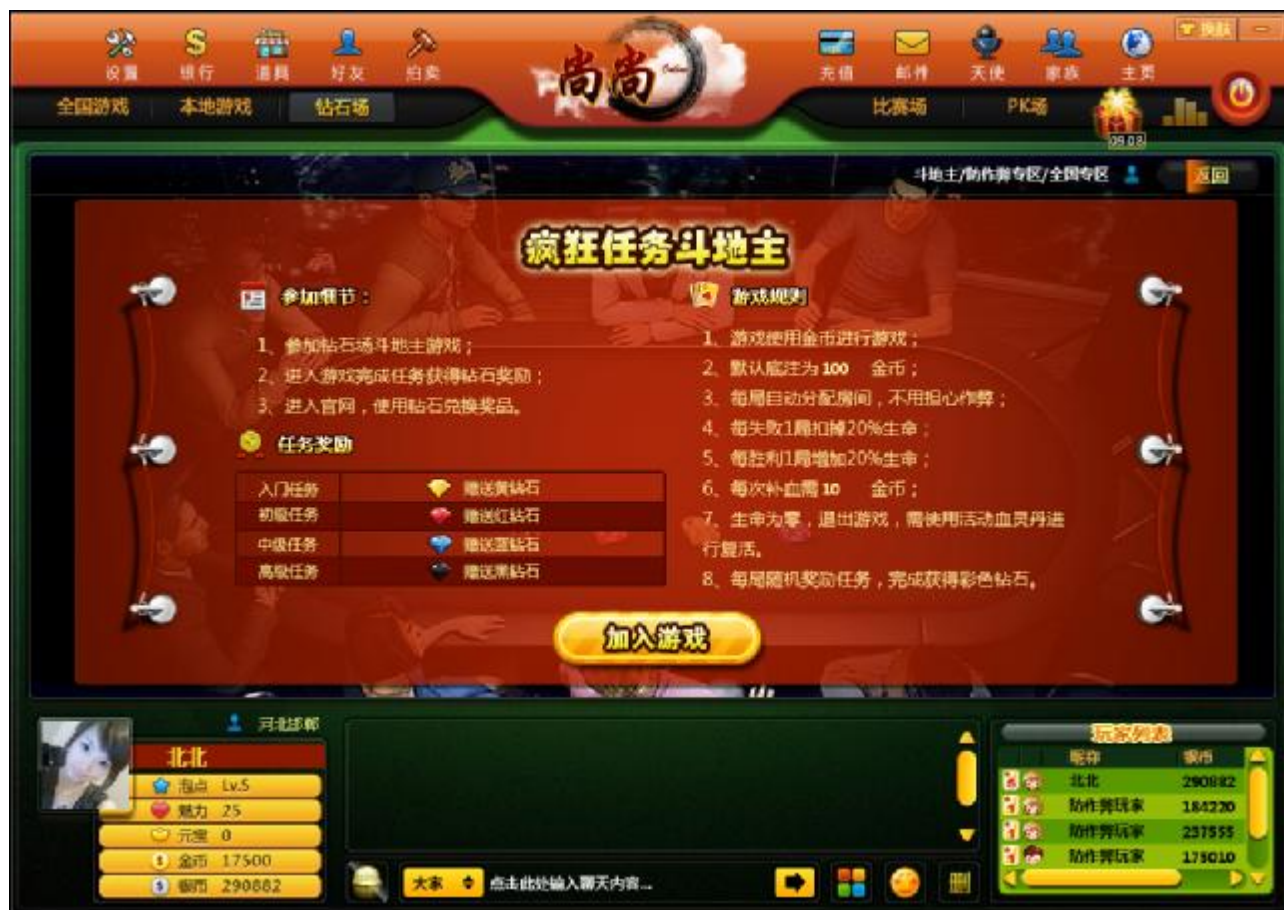 设置 银行 道具 好友 拍卖 尚尚 Online 充值 邮件 天使 家族 主页 换肤
全国游戏 本地游戏 钻石场 比赛场 PK场
09:08
斗地主/防作弊专区/全国专区 返回
疯狂任务斗地主
参加细节：
1、参加钻石场斗地主游戏；
2、进入游戏完成任务获得钻石奖励；
3、进入官网，使用钻石兑换奖品。
任务奖励
入门任务 赠送黄钻石
初级任务 赠送红钻石
中级任务 赠送蓝钻石
高级任务 赠送黑钻石
游戏规则
1、游戏使用金币进行游戏；
2、默认底注为100 金币；
3、每局自动分配房间，不用担心作弊；
4、每失败1局扣掉20%生命；
5、每胜利1局增加20%生命；
6、每次补血需10 金币；
7、生命为零，退出游戏，需使用活动血灵丹进
行复活。
8、每局随机奖励任务，完成获得彩色钻石。
加入游戏
河北邯郸
北北
泡点 Lv.5
魅力 25
元宝 0
金币 17500
银币 290882
大家 点击此处输入聊天内容... 删
玩家列表
昵称 银币
北北 290882
防作弊玩家 184220
防作弊玩家 237555
防作弊玩家 175010